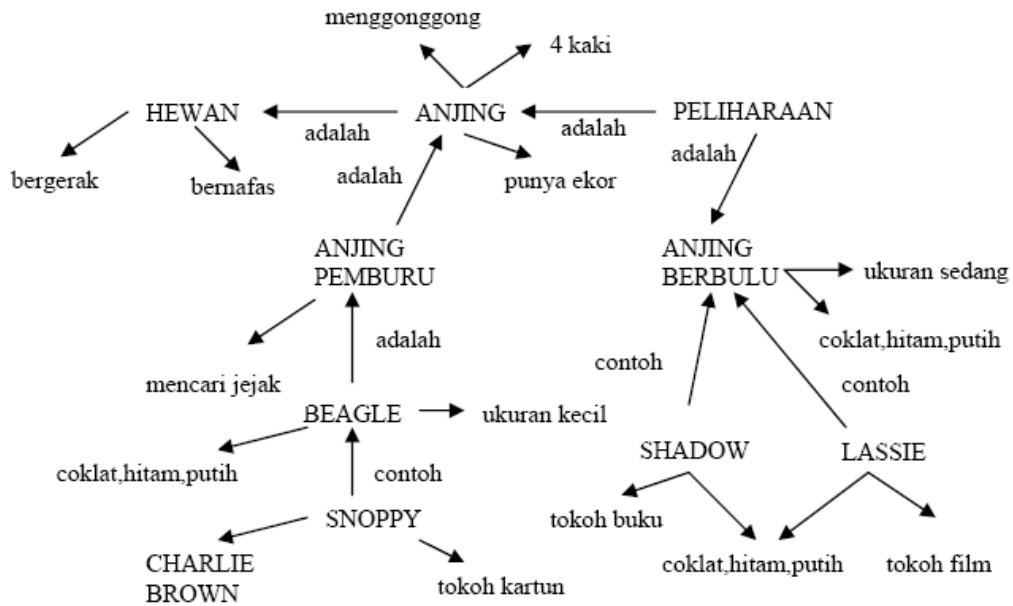 menggonggong
4 kaki
HEWAN
adalah
ANJING
adalah
PELIHARAAN
adalah
bergerak
bernafas
adalah
punya ekor
ANJING
PEMBURU
ANJING
BERBULU
ukuran sedang
adalah
coklat,hitam,putih
mencari jejak
contoh
contoh
BEAGLE
ukuran kecil
SHADOW
LASSIE
coklat,hitam,putih
contoh
SNOPPY
tokoh buku
CHARLIE
BROWN
tokoh kartun
coklat,hitam,putih
tokoh film